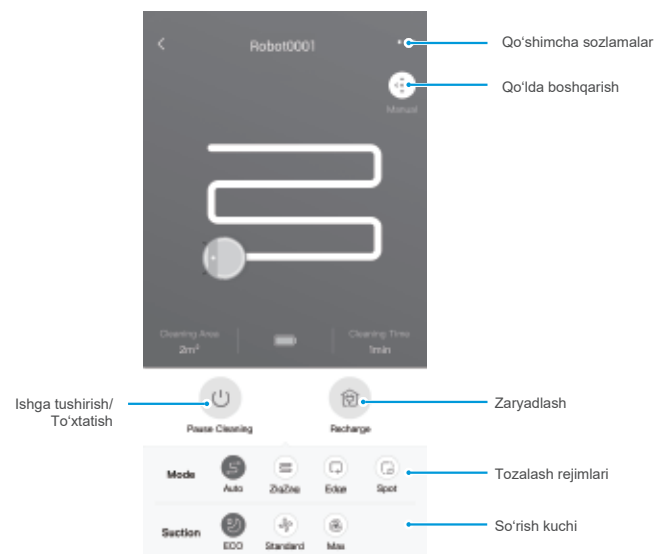 Robot0001
Qo‘shimcha sozlamalar
Qo‘lda boshqarish
Manual
Cleaning Area
2m²
Cleaning Time
1min
Ishga tushirish/
To‘xtatish
Pause Cleaning
Recharge
Zaryadlash
Mode
Auto
ZigZag
Edge
Spot
Tozalash rejimlari
Suction
ECO
Standard
Max
So‘rish kuchi